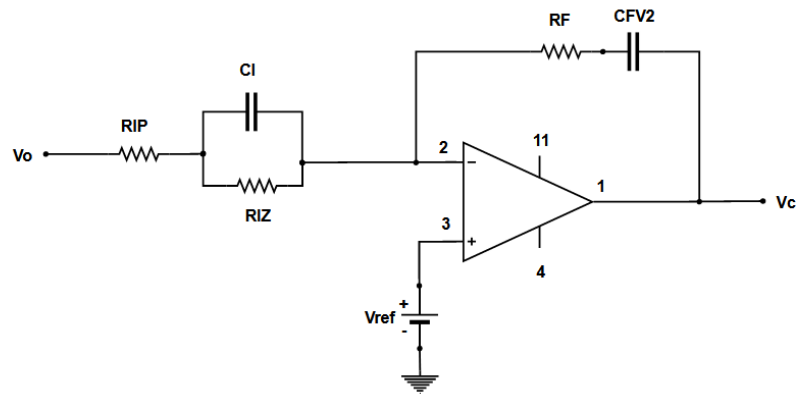 RF
CFV2
CI
RIP
Vo
RIZ
2
11
−
1
Vc
3
+
4
+
Vref
-